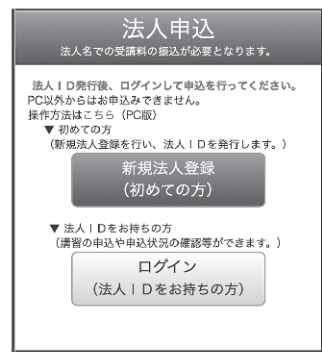 法人申込
法人名での受講料の振込が必要となります。
法人ID発行後、ログインして申込を行ってください。
PC以外からはお申込みできません。
操作方法はこちら（PC版）
▼ 初めての方
（新規法人登録を行い、法人IDを発行します。）
新規法人登録
（初めての方）
▼ 法人IDをお持ちの方
（講習の申込や申込状況の確認等ができます。）
ログイン
（法人IDをお持ちの方）